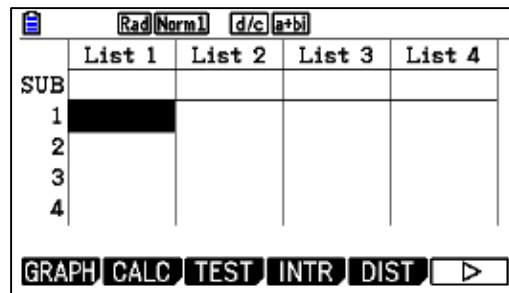 Rad Norm1 d/c a+bi
List 1 List 2 List 3 List 4
SUB
1
2
3
4
GRAPH CALC TEST INTR DIST ▷